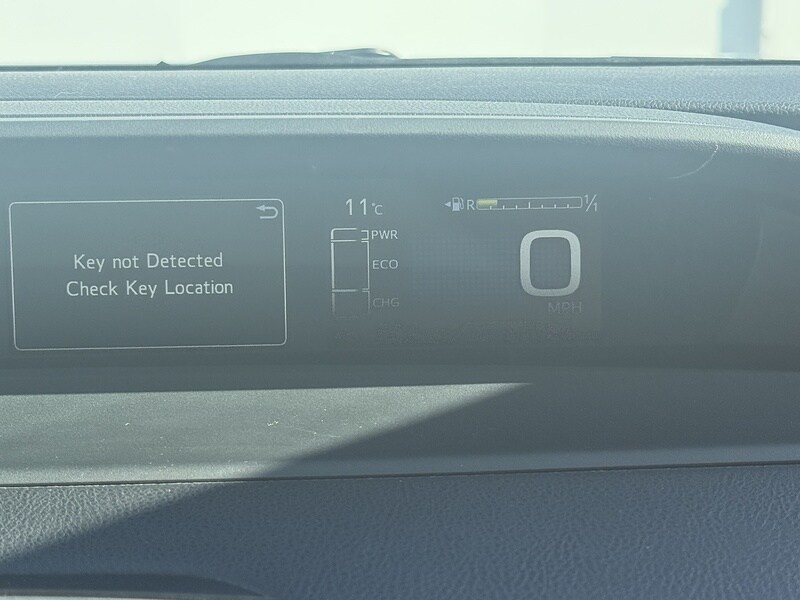 Key not Detected
Check Key Location
11°C
PWR
ECO
CHG
R 1/1
0
MPH